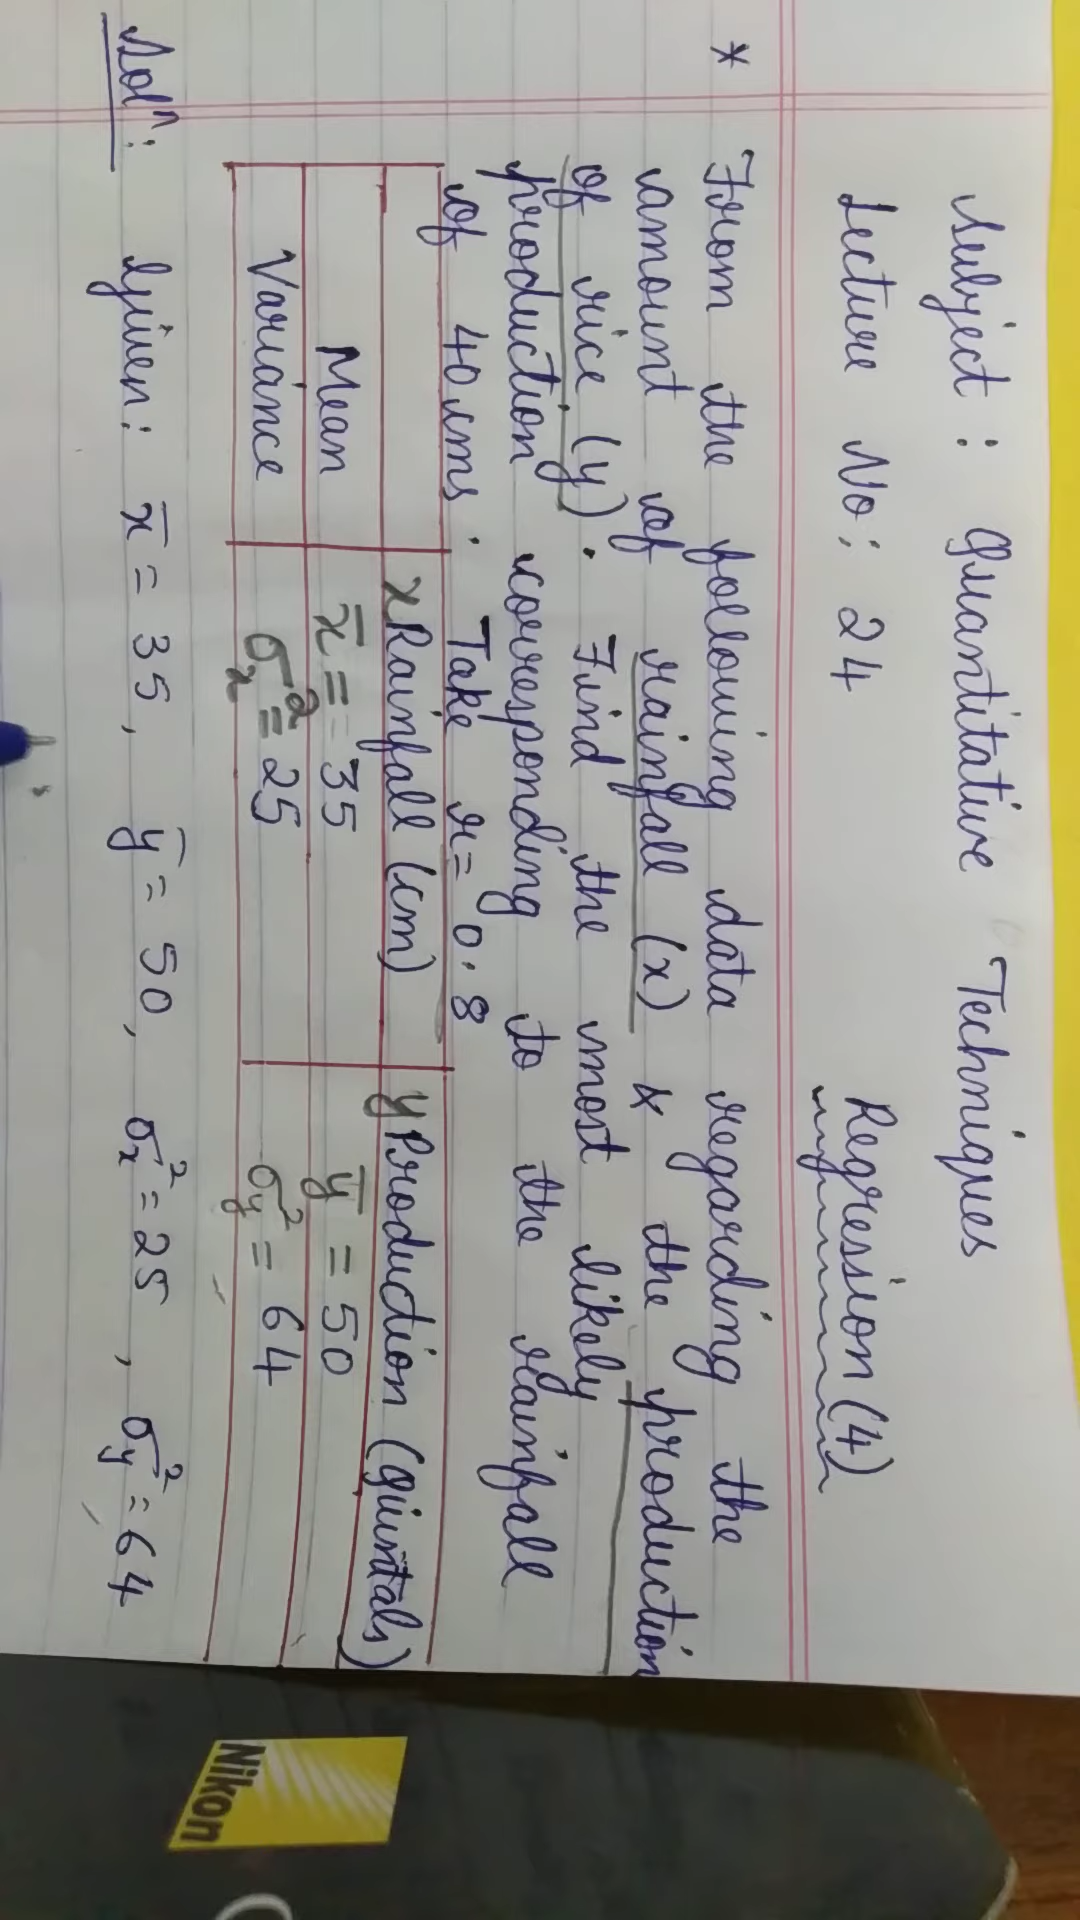 Subject : Quantitative Techniques
Lecture No: 24 Regression (4)
* From the following data regarding the
amount of rainfall (x) & the production
of rice (y). Find the most likely
production corresponding to the rainfall
of 40 cms. Take r = 0.8
x Rainfall (cm) y Production (quintals)
Mean x̄ = 35 ȳ = 50
Variance σx² = 25 σy² = 64
Solⁿ: Given: x̄ = 35, ȳ = 50, σx² = 25, σy² = 64
Nikon